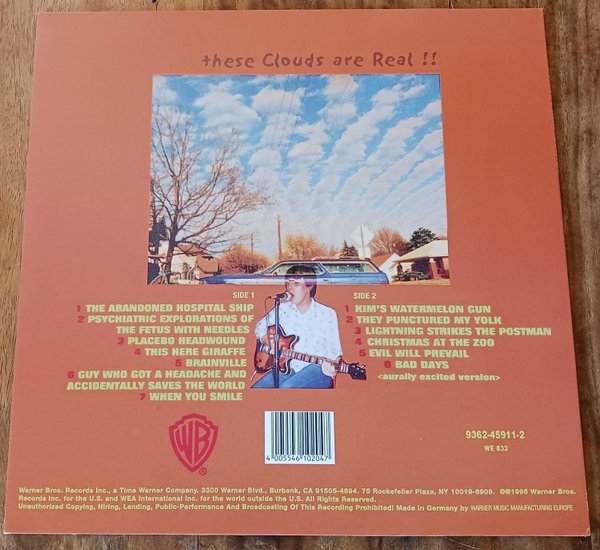 these Clouds are Real !!
SIDE 1
1 THE ABANDONED HOSPITAL SHIP
2 PSYCHIATRIC EXPLORATIONS OF
THE FETUS WITH NEEDLES
3 PLACEBO HEADWOUND
4 THIS HERE GIRAFFE
5 BRAINVILLE
6 GUY WHO GOT A HEADACHE AND
ACCIDENTALLY SAVES THE WORLD
7 WHEN YOU SMILE
SIDE 2
1 KIM'S WATERMELON GUN
2 THEY PUNCTURED MY YOLK
3 LIGHTNING STRIKES THE POSTMAN
4 CHRISTMAS AT THE ZOO
5 EVIL WILL PREVAIL
6 BAD DAYS
<aurally excited version>
WB
4 005546 102047
9362-45911-2
WE 833
Warner Bros. Records Inc., a Time Warner Company. 3300 Warner Blvd., Burbank, CA 91505-4694. 75 Rockefeller Plaza, NY 10019-6908. ℗©1995 Warner Bros.
Records Inc. for the U.S. and WEA International Inc. for the world outside the U.S. All Rights Reserved.
Unauthorized Copying, Hiring, Lending, Public-Performance And Broadcasting Of This Recording Prohibited! Made in Germany by WARNER MUSIC MANUFACTURING EUROPE